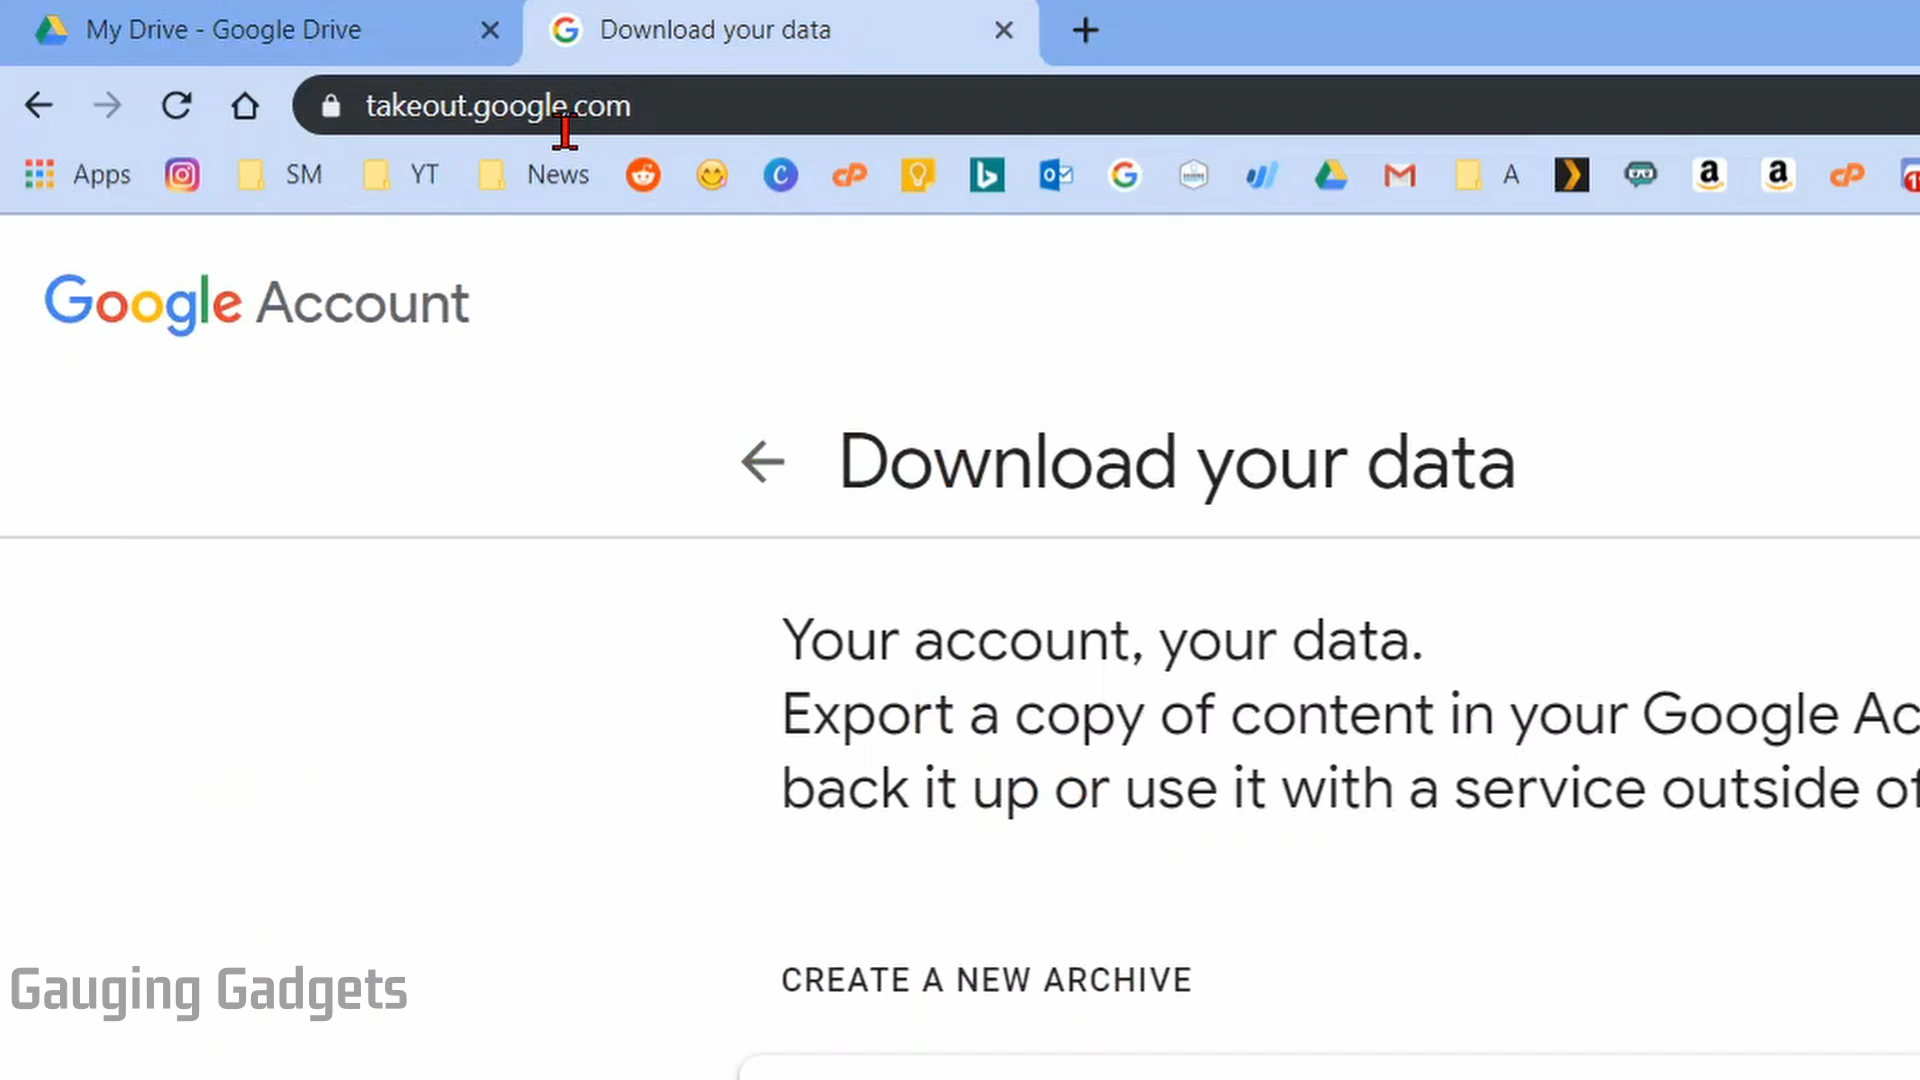 My Drive - Google Drive
Download your data
takeout.google.com
Apps
SM
YT
News
A
Google Account
Download your data
Your account, your data.
Export a copy of content in your Google Ac
back it up or use it with a service outside of
CREATE A NEW ARCHIVE
Gauging Gadgets